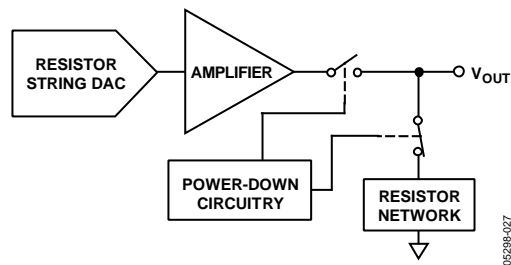 RESISTOR
STRING DAC
AMPLIFIER
VOUT
POWER-DOWN
CIRCUITRY
RESISTOR
NETWORK
05298-027